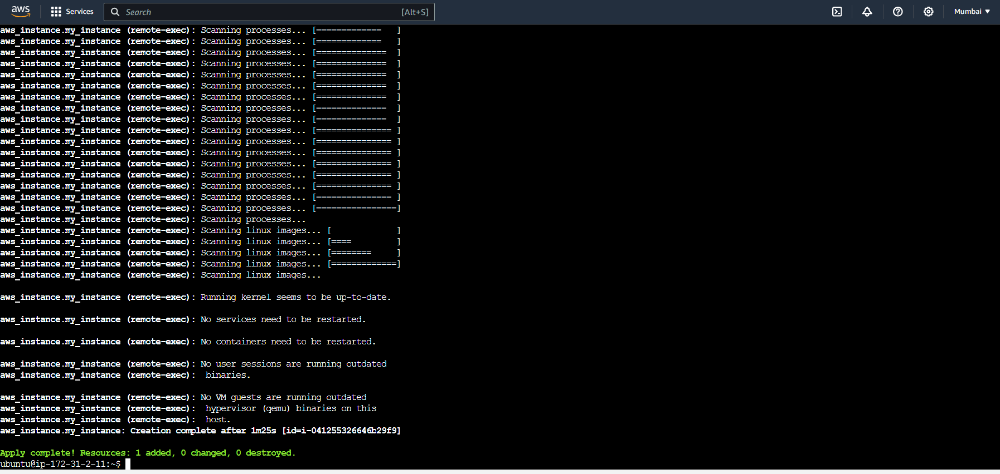 aws Services Search [Alt+S] Mumbai ▼
aws_instance.my_instance (remote-exec): Scanning processes... [=============   ]
aws_instance.my_instance (remote-exec): Scanning processes... [=============   ]
aws_instance.my_instance (remote-exec): Scanning processes... [==============  ]
aws_instance.my_instance (remote-exec): Scanning processes... [==============  ]
aws_instance.my_instance (remote-exec): Scanning processes... [==============  ]
aws_instance.my_instance (remote-exec): Scanning processes... [==============  ]
aws_instance.my_instance (remote-exec): Scanning processes... [==============  ]
aws_instance.my_instance (remote-exec): Scanning processes... [==============  ]
aws_instance.my_instance (remote-exec): Scanning processes... [==============  ]
aws_instance.my_instance (remote-exec): Scanning processes... [=============== ]
aws_instance.my_instance (remote-exec): Scanning processes... [=============== ]
aws_instance.my_instance (remote-exec): Scanning processes... [=============== ]
aws_instance.my_instance (remote-exec): Scanning processes... [=============== ]
aws_instance.my_instance (remote-exec): Scanning processes... [=============== ]
aws_instance.my_instance (remote-exec): Scanning processes... [=============== ]
aws_instance.my_instance (remote-exec): Scanning processes... [=============== ]
aws_instance.my_instance (remote-exec): Scanning processes... [================]
aws_instance.my_instance (remote-exec): Scanning processes...
aws_instance.my_instance (remote-exec): Scanning linux images... [             ]
aws_instance.my_instance (remote-exec): Scanning linux images... [====         ]
aws_instance.my_instance (remote-exec): Scanning linux images... [========     ]
aws_instance.my_instance (remote-exec): Scanning linux images... [=============]
aws_instance.my_instance (remote-exec): Scanning linux images...
aws_instance.my_instance (remote-exec): Running kernel seems to be up-to-date.
aws_instance.my_instance (remote-exec): No services need to be restarted.
aws_instance.my_instance (remote-exec): No containers need to be restarted.
aws_instance.my_instance (remote-exec): No user sessions are running outdated
aws_instance.my_instance (remote-exec):  binaries.
aws_instance.my_instance (remote-exec): No VM guests are running outdated
aws_instance.my_instance (remote-exec):  hypervisor (qemu) binaries on this
aws_instance.my_instance (remote-exec):  host.
aws_instance.my_instance: Creation complete after 1m25s [id=i-041255326646b29f9]
Apply complete! Resources: 1 added, 0 changed, 0 destroyed.
ubuntu@ip-172-31-2-11:~$